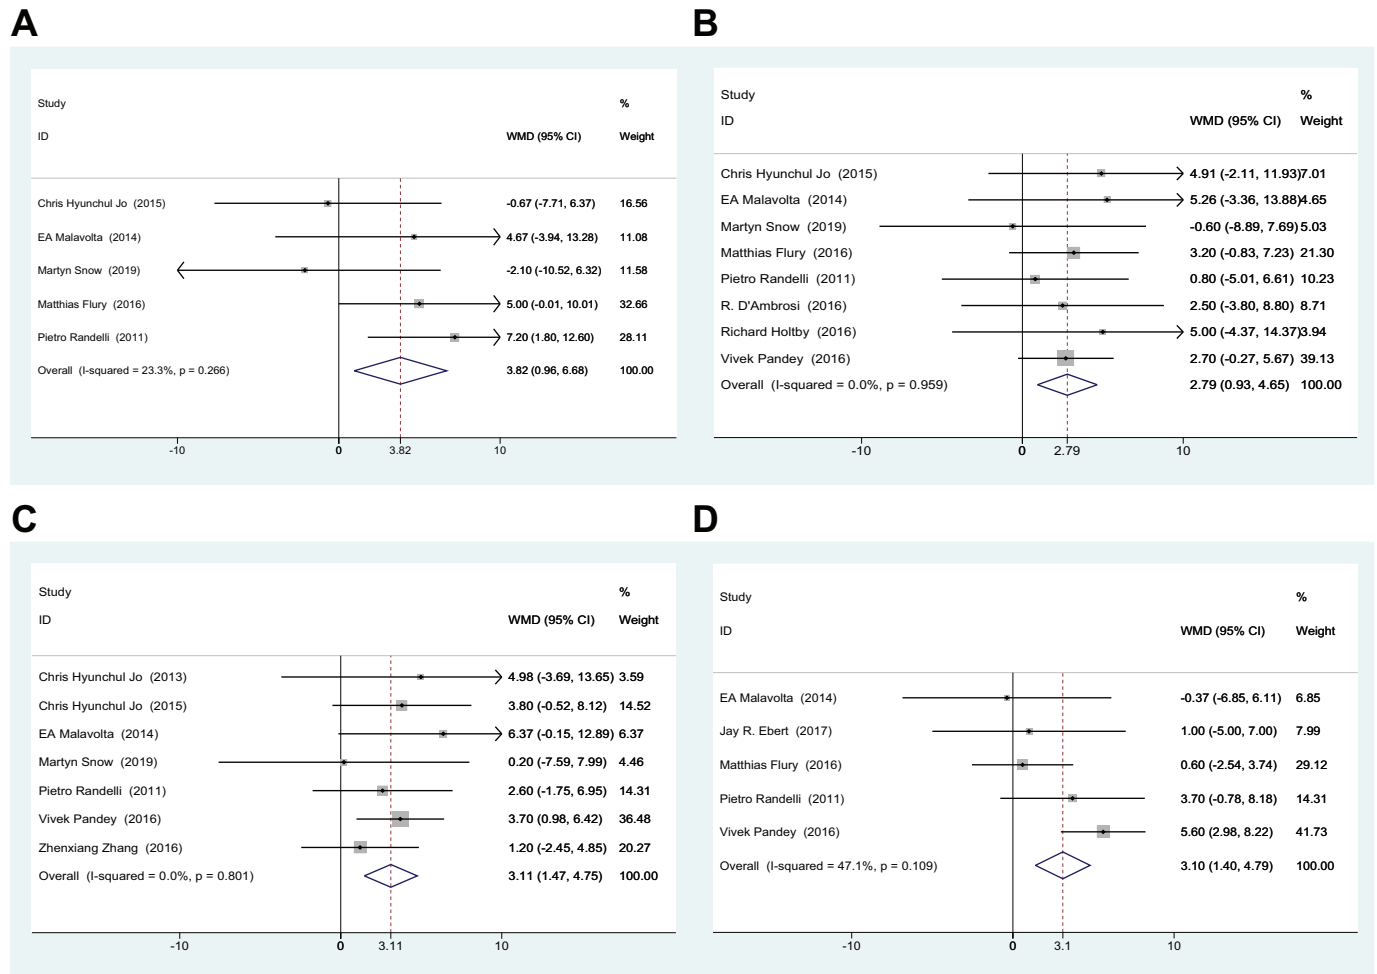 A
Study %
ID WMD (95% CI) Weight
Chris Hyunchul Jo (2015) -0.67 (-7.71, 6.37) 16.56
EA Malavolta (2014) 4.67 (-3.94, 13.28) 11.08
Martyn Snow (2019) -2.10 (-10.52, 6.32) 11.58
Matthias Flury (2016) 5.00 (-0.01, 10.01) 32.66
Pietro Randelli (2011) 7.20 (1.80, 12.60) 28.11
Overall (I-squared = 23.3%, p = 0.266) 3.82 (0.96, 6.68) 100.00
-10 0 3.82 10
B
Study %
ID WMD (95% CI) Weight
Chris Hyunchul Jo (2015) 4.91 (-2.11, 11.93) 7.01
EA Malavolta (2014) 5.26 (-3.36, 13.88) 4.65
Martyn Snow (2019) -0.60 (-8.89, 7.69) 5.03
Matthias Flury (2016) 3.20 (-0.83, 7.23) 21.30
Pietro Randelli (2011) 0.80 (-5.01, 6.61) 10.23
R. D'Ambrosi (2016) 2.50 (-3.80, 8.80) 8.71
Richard Holtby (2016) 5.00 (-4.37, 14.37) 3.94
Vivek Pandey (2016) 2.70 (-0.27, 5.67) 39.13
Overall (I-squared = 0.0%, p = 0.959) 2.79 (0.93, 4.65) 100.00
-10 0 2.79 10
C
Study %
ID WMD (95% CI) Weight
Chris Hyunchul Jo (2013) 4.98 (-3.69, 13.65) 3.59
Chris Hyunchul Jo (2015) 3.80 (-0.52, 8.12) 14.52
EA Malavolta (2014) 6.37 (-0.15, 12.89) 6.37
Martyn Snow (2019) 0.20 (-7.59, 7.99) 4.46
Pietro Randelli (2011) 2.60 (-1.75, 6.95) 14.31
Vivek Pandey (2016) 3.70 (0.98, 6.42) 36.48
Zhenxiang Zhang (2016) 1.20 (-2.45, 4.85) 20.27
Overall (I-squared = 0.0%, p = 0.801) 3.11 (1.47, 4.75) 100.00
-10 0 3.11 10
D
Study %
ID WMD (95% CI) Weight
EA Malavolta (2014) -0.37 (-6.85, 6.11) 6.85
Jay R. Ebert (2017) 1.00 (-5.00, 7.00) 7.99
Matthias Flury (2016) 0.60 (-2.54, 3.74) 29.12
Pietro Randelli (2011) 3.70 (-0.78, 8.18) 14.31
Vivek Pandey (2016) 5.60 (2.98, 8.22) 41.73
Overall (I-squared = 47.1%, p = 0.109) 3.10 (1.40, 4.79) 100.00
-10 0 3.1 10